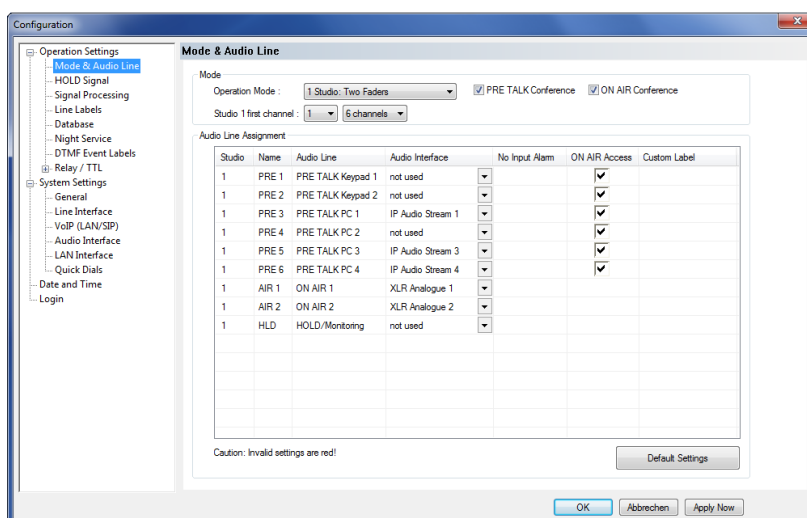 Configuration
Operation Settings
Mode & Audio Line
HOLD Signal
Signal Processing
Line Labels
Database
Night Service
DTMF Event Labels
Relay / TTL
System Settings
General
Line Interface
VoIP (LAN/SIP)
Audio Interface
LAN Interface
Quick Dials
Date and Time
Login
Mode & Audio Line
Mode
Operation Mode : 1 Studio: Two Faders PRE TALK Conference ON AIR Conference
Studio 1 first channel : 1 6 channels
Audio Line Assignment
Studio Name Audio Line Audio Interface No Input Alarm ON AIR Access Custom Label
1 PRE 1 PRE TALK Keypad 1 not used
1 PRE 2 PRE TALK Keypad 2 not used
1 PRE 3 PRE TALK PC 1 IP Audio Stream 1
1 PRE 4 PRE TALK PC 2 not used
1 PRE 5 PRE TALK PC 3 IP Audio Stream 3
1 PRE 6 PRE TALK PC 4 IP Audio Stream 4
1 AIR 1 ON AIR 1 XLR Analogue 1
1 AIR 2 ON AIR 2 XLR Analogue 2
1 HLD HOLD/Monitoring not used
Caution: Invalid settings are red!
Default Settings
OK Abbrechen Apply Now